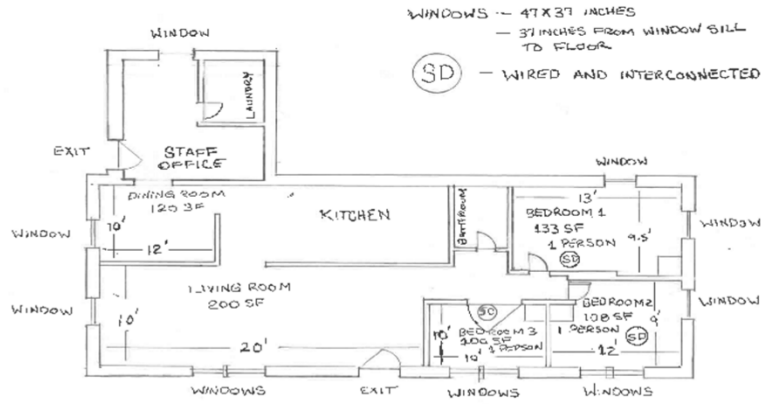 WINDOWS - 47X37 INCHES
- 37 INCHES FROM WINDOW SILL
TO FLOOR
SD - WIRED AND INTERCONNECTED
WINDOW
LAUNDRY
EXIT
STAFF
OFFICE
WINDOW
DINING ROOM
120 SF
10'
12'
KITCHEN
BATHROOM
13'
BEDROOM 1
133 SF
1 PERSON
9.5'
SD
WINDOW
WINDOW
LIVING ROOM
200 SF
WINDOW
10'
20'
SD
BEDROOM 3
100 SF
1 PERSON
10'
10'
BEDROOM 2
108 SF
1 PERSON
9'
SD
12'
WINDOW
WINDOWS
EXIT
WINDOWS
WINDOWS